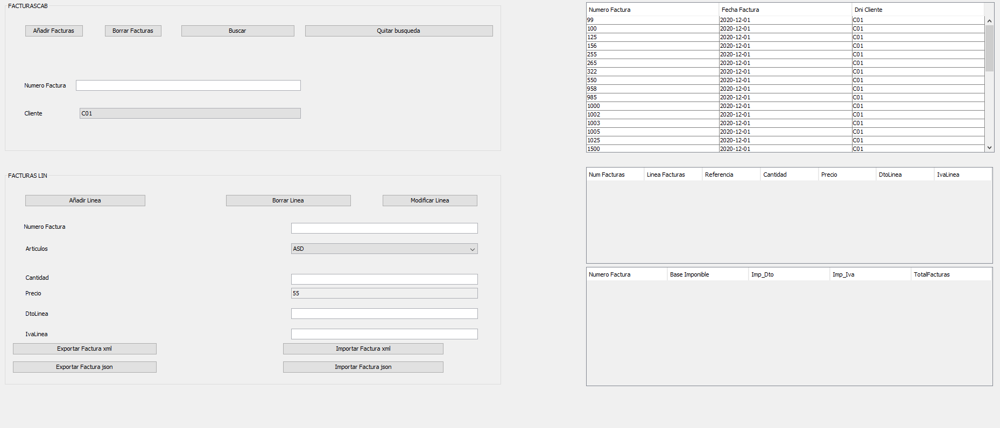 FACTURASCAB
Añadir Facturas Borrar Facturas Buscar Quitar busqueda
Numero Factura
Cliente C01
FACTURAS LIN
Añadir Linea Borrar Linea Modificar Linea
Numero Factura
Articulos ASD
Cantidad
Precio 55
DtoLinea
IvaLinea
Exportar Factura xml Importar Factura xml
Exportar Factura json Importar Factura json
Numero Factura Fecha Factura Dni Cliente
99 2020-12-01 C01
100 2020-12-01 C01
125 2020-12-01 C01
156 2020-12-01 C01
255 2020-12-01 C01
265 2020-12-01 C01
322 2020-12-01 C01
550 2020-12-01 C01
958 2020-12-01 C01
985 2020-12-01 C01
1000 2020-12-01 C01
1002 2020-12-01 C01
1003 2020-12-01 C01
1005 2020-12-01 C01
1025 2020-12-01 C01
1500 2020-12-01 C01
Num Facturas Linea Facturas Referencia Cantidad Precio DtoLinea IvaLinea
Numero Factura Base Imponible Imp_Dto Imp_Iva TotalFacturas